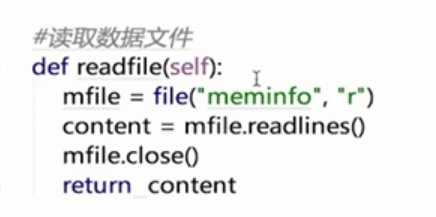 #读取数据文件
def readfile(self):
    mfile = file("meminfo", "r")
    content = mfile.readlines()
    mfile.close()
    return content